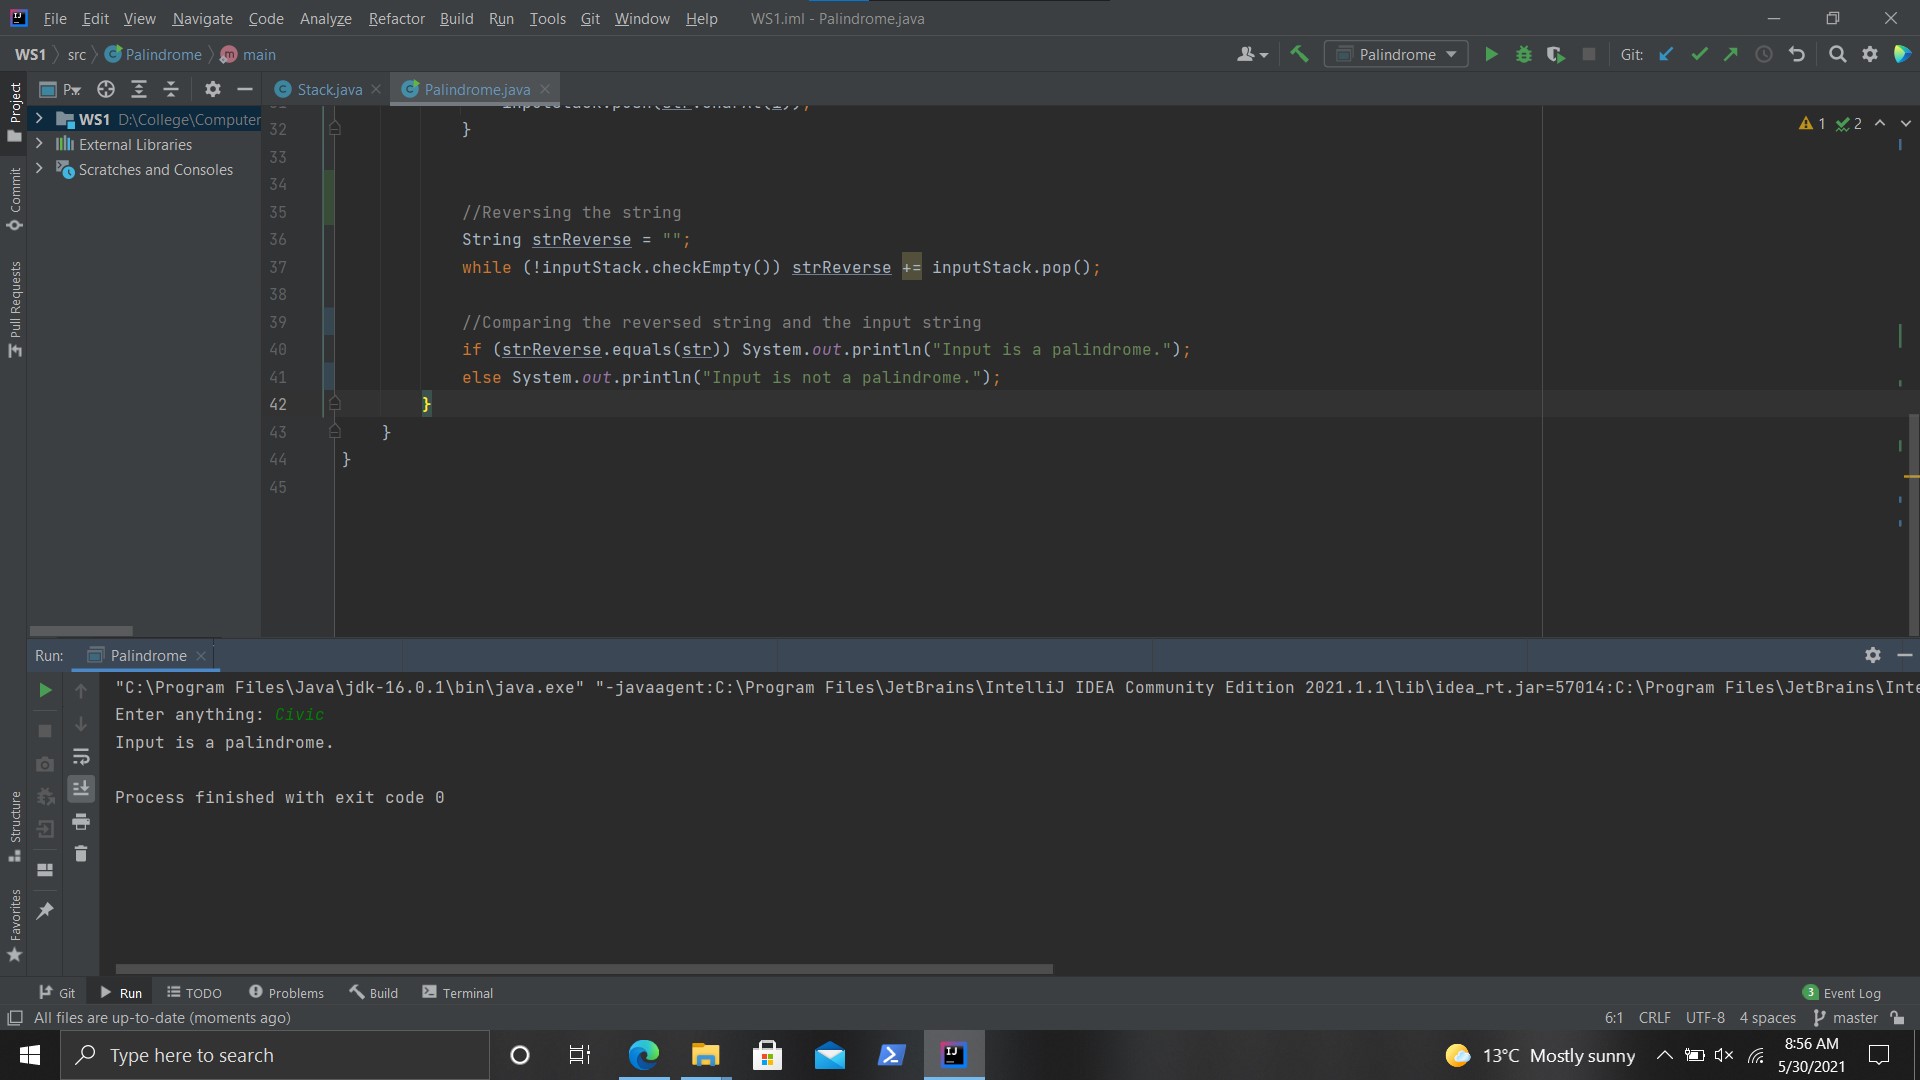 File Edit View Navigate Code Analyze Refactor Build Run Tools Git Window Help WS1.iml - Palindrome.java
WS1 src Palindrome main
Palindrome Git:
Project
P
Stack.java Palindrome.java
WS1 D:\College\Computer
External Libraries
Scratches and Consoles
Commit
Pull Requests
1 2
32 }
33
34
35 //Reversing the string
36 String strReverse = "";
37 while (!inputStack.checkEmpty()) strReverse += inputStack.pop();
38
39 //Comparing the reversed string and the input string
40 if (strReverse.equals(str)) System.out.println("Input is a palindrome.");
41 else System.out.println("Input is not a palindrome.");
42 }
43 }
44 }
45
Run: Palindrome
"C:\Program Files\Java\jdk-16.0.1\bin\java.exe" "-javaagent:C:\Program Files\JetBrains\IntelliJ IDEA Community Edition 2021.1.1\lib\idea_rt.jar=57014:C:\Program Files\JetBrains\Inte
Enter anything: Civic
Input is a palindrome.
Process finished with exit code 0
Structure
Favorites
Git Run TODO Problems Build Terminal 3 Event Log
All files are up-to-date (moments ago) 6:1 CRLF UTF-8 4 spaces master
Type here to search
13°C Mostly sunny
8:56 AM
5/30/2021